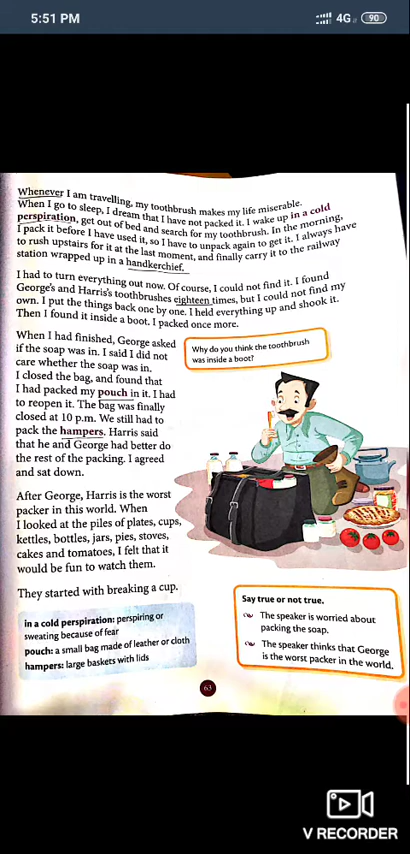 5:51 PM
4G
90
Whenever I am travelling, my toothbrush makes my life miserable.
When I go to sleep, I dream that I have not packed it. I wake up in a cold
perspiration, get out of bed and search for my toothbrush. In the morning,
I pack it before I have used it, so I have to unpack again to get it. I always have
to rush upstairs for it at the last moment, and finally carry it to the railway
station wrapped up in a handkerchief.
I had to turn everything out now. Of course, I could not find it. I found
George's and Harris's toothbrushes eighteen times, but I could not find my
own. I put the things back one by one. I held everything up and shook it.
Then I found it inside a boot. I packed once more.
When I had finished, George asked
if the soap was in. I said I did not
care whether the soap was in.
I closed the bag, and found that
I had packed my pouch in it. I had
to reopen it. The bag was finally
closed at 10 p.m. We still had to
pack the hampers. Harris said
that he and George had better do
the rest of the packing. I agreed
and sat down.
Why do you think the toothbrush
was inside a boot?
After George, Harris is the worst
packer in this world. When
I looked at the piles of plates, cups,
kettles, bottles, jars, pies, stoves,
cakes and tomatoes, I felt that it
would be fun to watch them.
They started with breaking a cup.
in a cold perspiration: perspiring or
sweating because of fear
pouch: a small bag made of leather or cloth
hampers: large baskets with lids
Say true or not true.
The speaker is worried about
packing the soap.
The speaker thinks that George
is the worst packer in the world.
63
V RECORDER